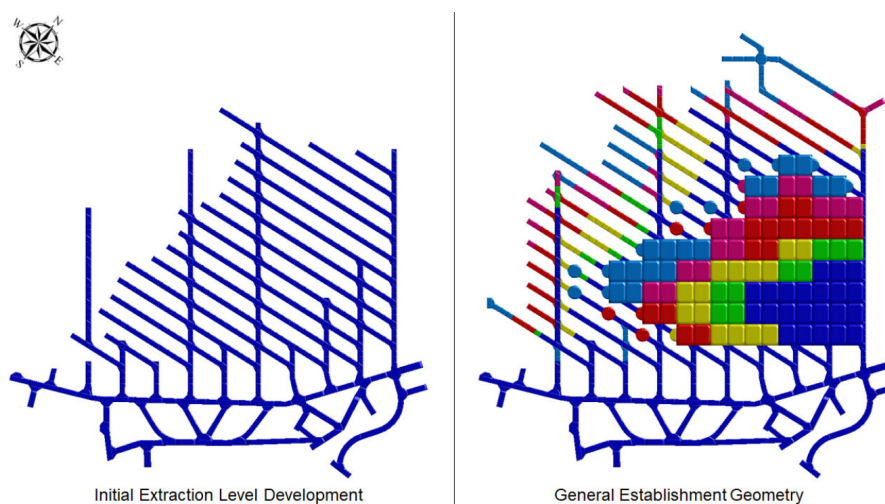 N
W
E
S
Initial Extraction Level Development
General Establishment Geometry